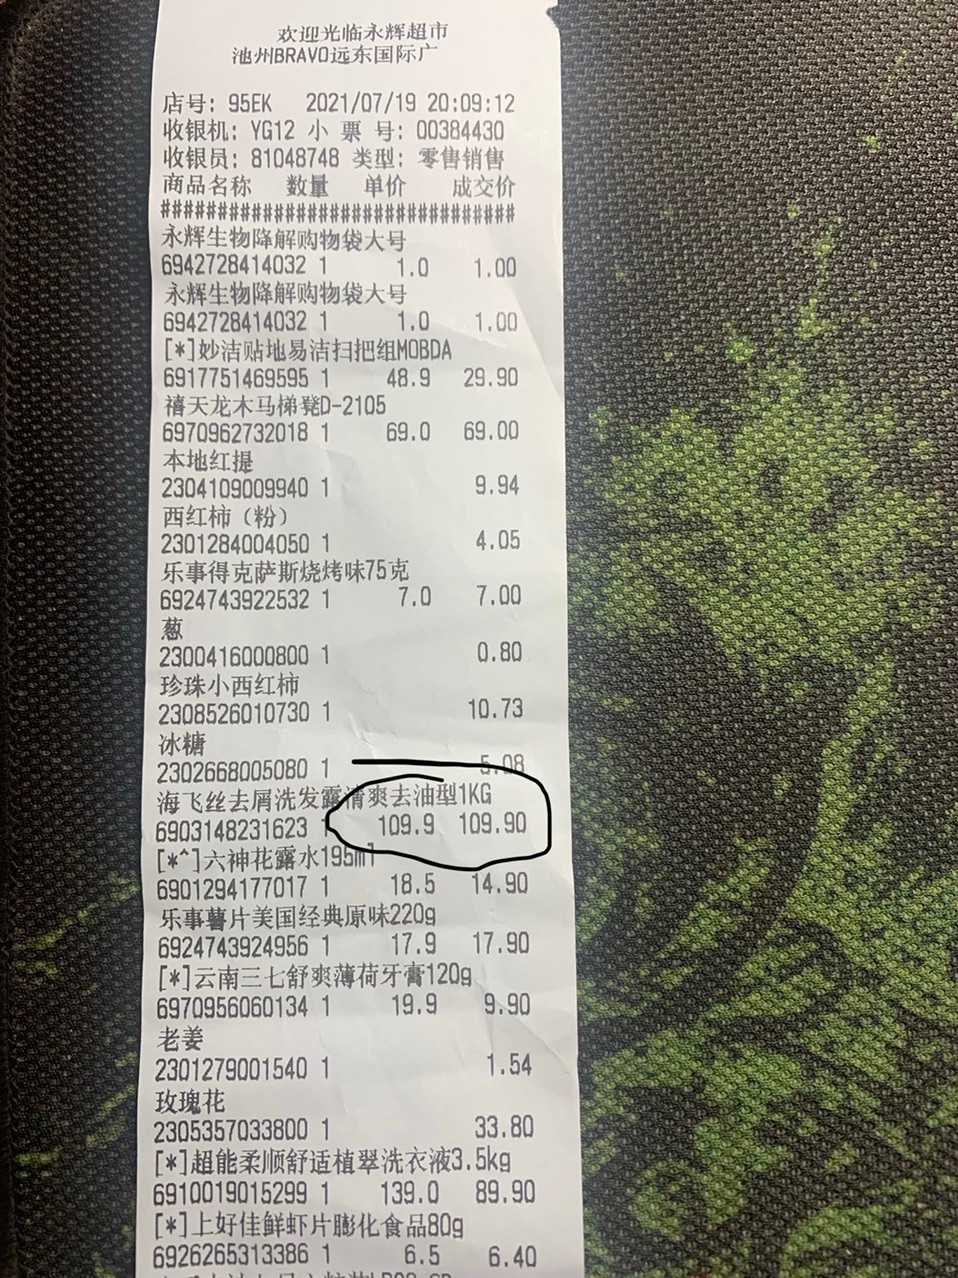 欢迎光临永辉超市
池州BRAVO远东国际广
店号: 95EK 2021/07/19 20:09:12
收银机: YG12 小 票 号: 00384430
收银员: 81048748 类型: 零售销售
商品名称 数量 单价 成交价
###############################
永辉生物降解购物袋大号
6942728414032 1 1.0 1.00
永辉生物降解购物袋大号
6942728414032 1 1.0 1.00
[*]妙洁贴地易洁扫把组MOBDA
6917751469595 1 48.9 29.90
禧天龙木马梯凳D-2105
6970962732018 1 69.0 69.00
本地红提
2304109009940 1 9.94
西红柿（粉）
2301284004050 1 4.05
乐事得克萨斯烧烤味75克
6924743922532 1 7.0 7.00
葱
2300416000800 1 0.80
珍珠小西红柿
2308526010730 1 10.73
冰糖
2302668005080 1 5.08
海飞丝去屑洗发露清爽去油型1KG
6903148231623 1 109.9 109.90
[*^]六神花露水195ml
6901294177017 1 18.5 14.90
乐事薯片美国经典原味220g
6924743924956 1 17.9 17.90
[*]云南三七舒爽薄荷牙膏120g
6970956060134 1 19.9 9.90
老姜
2301279001540 1 1.54
玫瑰花
2305357033800 1 33.80
[*]超能柔顺舒适植翠洗衣液3.5kg
6910019015299 1 139.0 89.90
[*]上好佳鲜虾片膨化食品80g
6926265313386 1 6.5 6.40